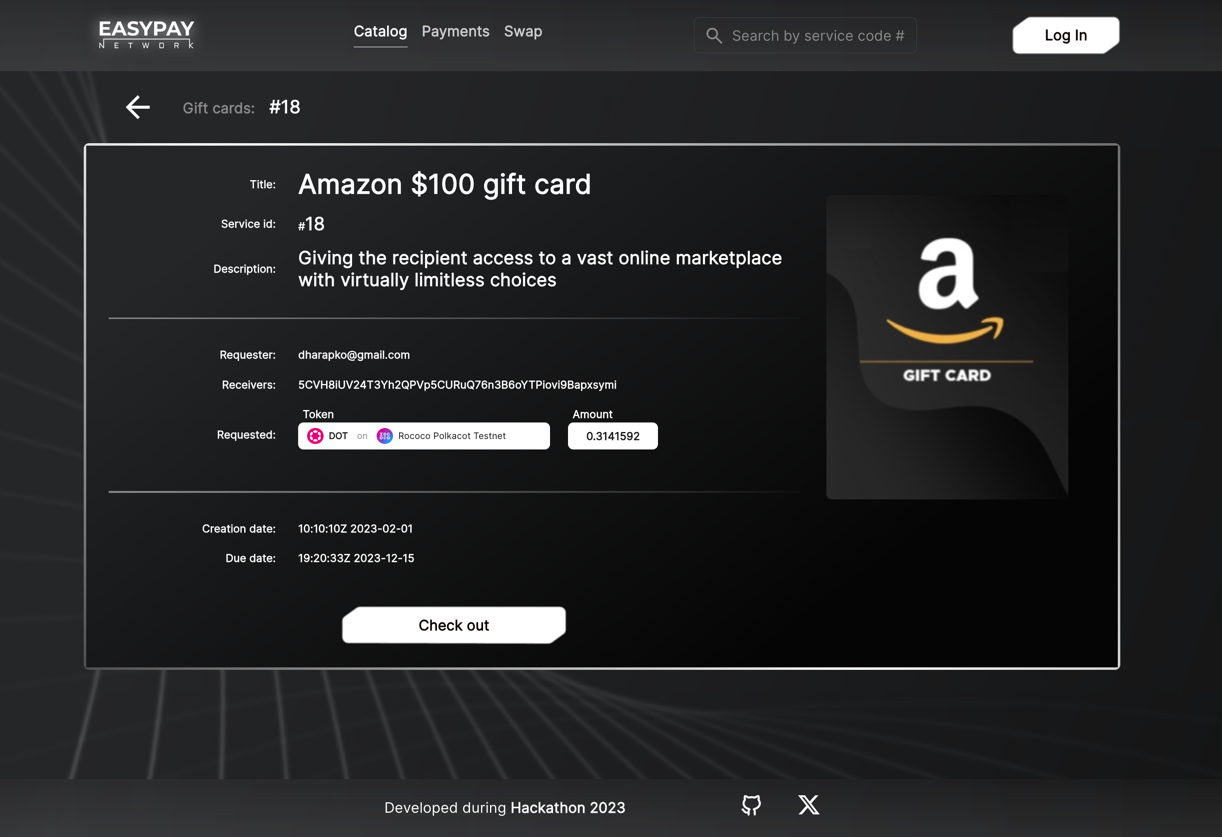 EASYPAY
NETWORK
Catalog Payments Swap
Search by service code #
Log In
Gift cards: #18
Title: Amazon $100 gift card
Service id: #18
Description: Giving the recipient access to a vast online marketplace
with virtually limitless choices
a
GIFT CARD
Requester: dharapko@gmail.com
Receivers: 5CVH8iUV24T3Yh2QPVp5CURuQ76n3B6oYTPiovi9Bapxsymi
Token Amount
Requested: DOT on Rococo Polkacot Testnet 0.3141592
Creation date: 10:10:10Z 2023-02-01
Due date: 19:20:33Z 2023-12-15
Check out
Developed during Hackathon 2023